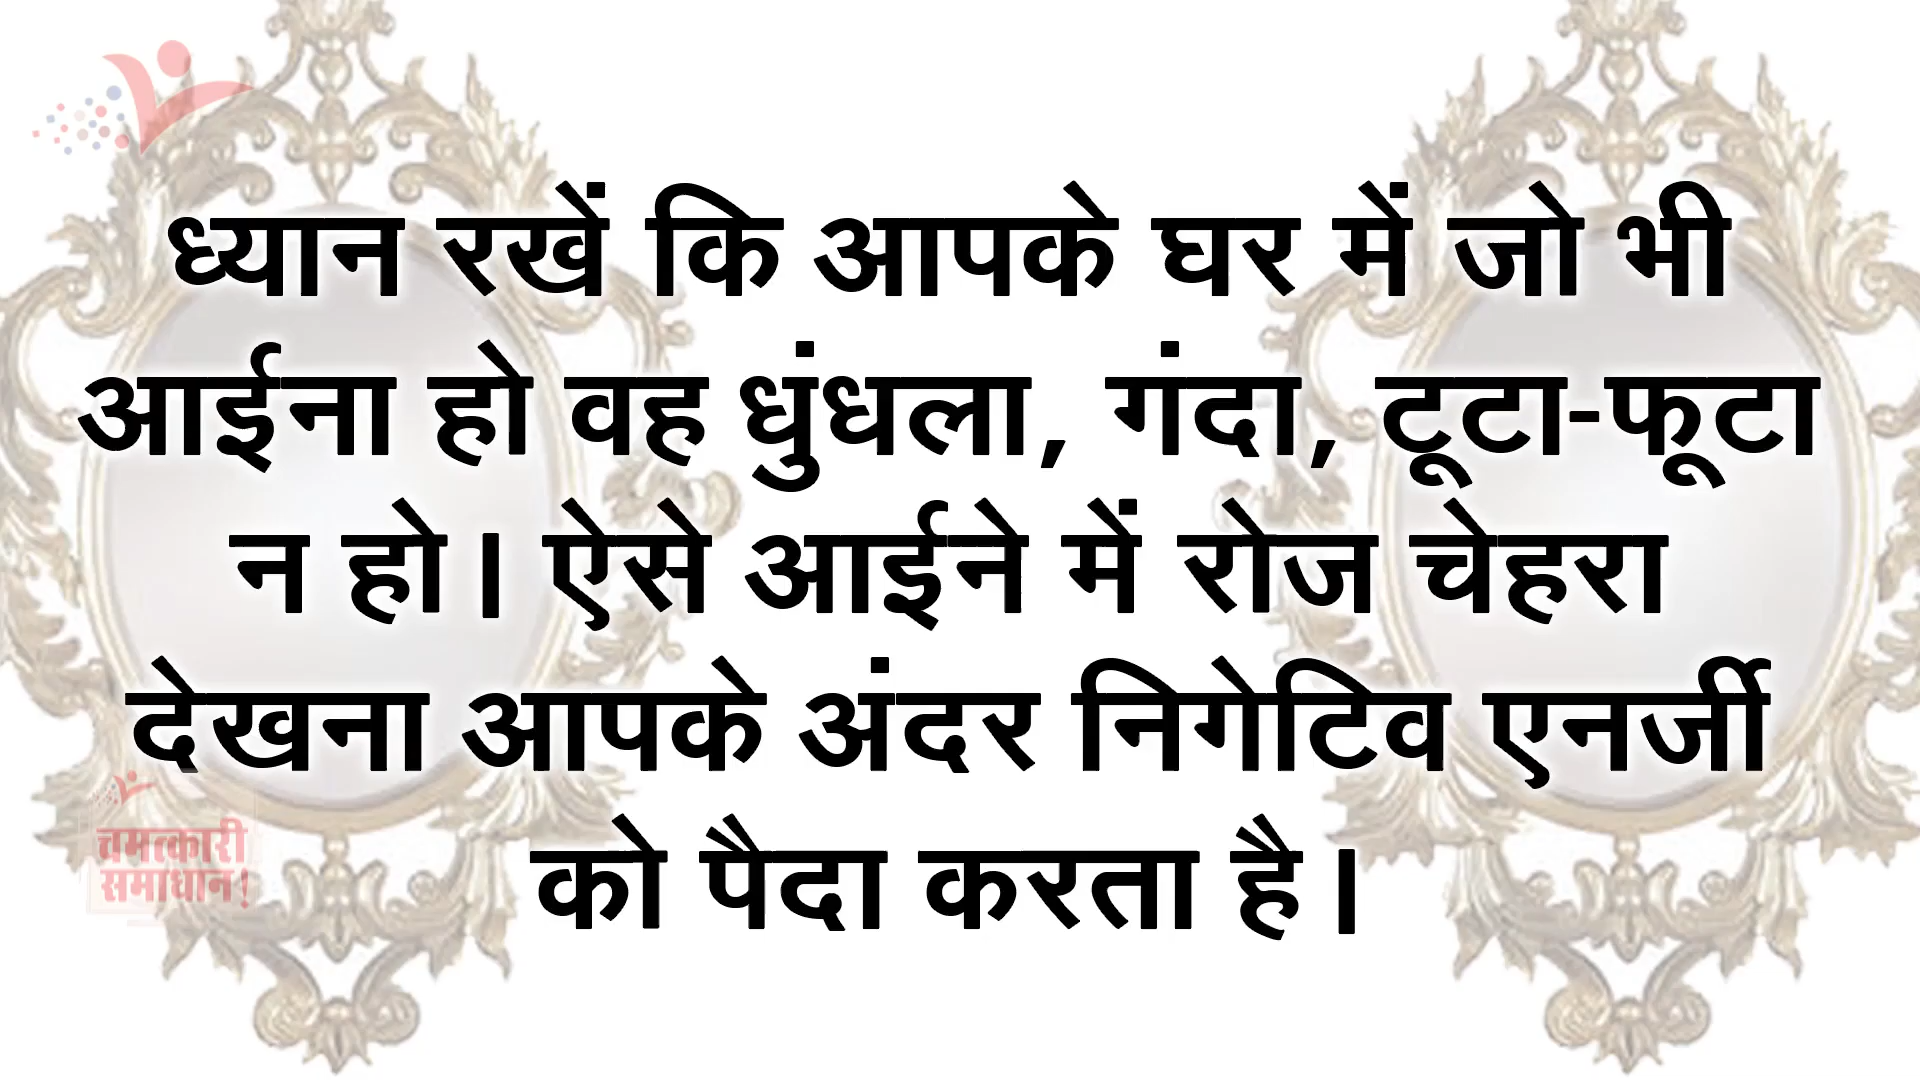 ध्यान रखें कि आपके घर में जो भी
आईना हो वह धुंधला, गंदा, टूटा-फूटा
न हो। ऐसे आईने में रोज चेहरा
देखना आपके अंदर निगेटिव एनर्जी
को पैदा करता है।
चमत्कारी
समाधान!